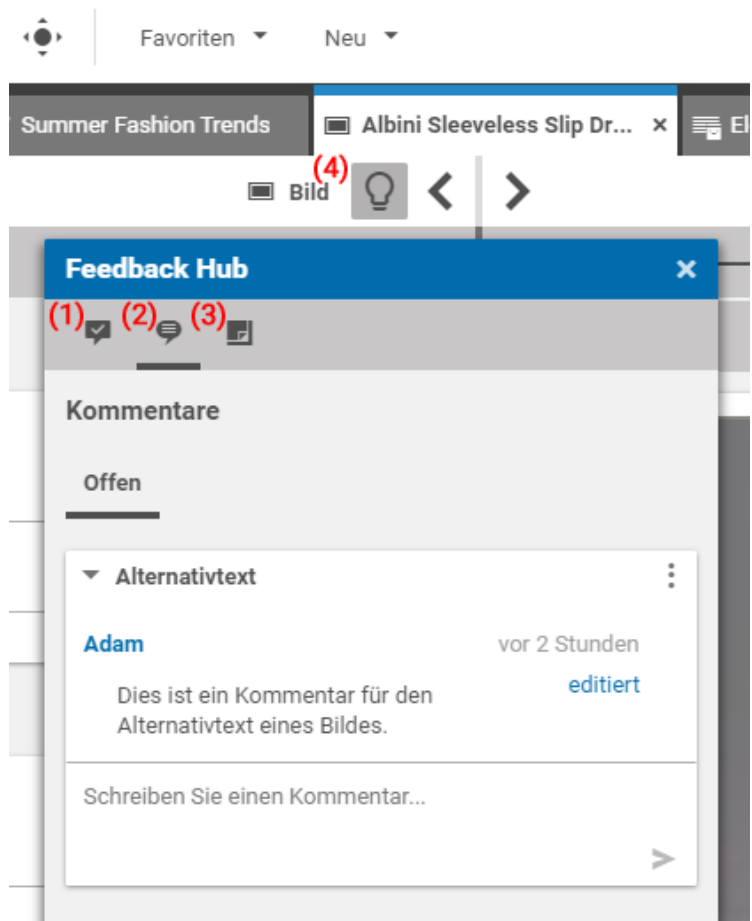 Favoriten Neu
Summer Fashion Trends Albini Sleeveless Slip Dr... × El
Bild (4)
Feedback Hub ×
(1) (2) (3)
Kommentare
Offen
Alternativtext
Adam vor 2 Stunden
editiert
Dies ist ein Kommentar für den
Alternativtext eines Bildes.
Schreiben Sie einen Kommentar...